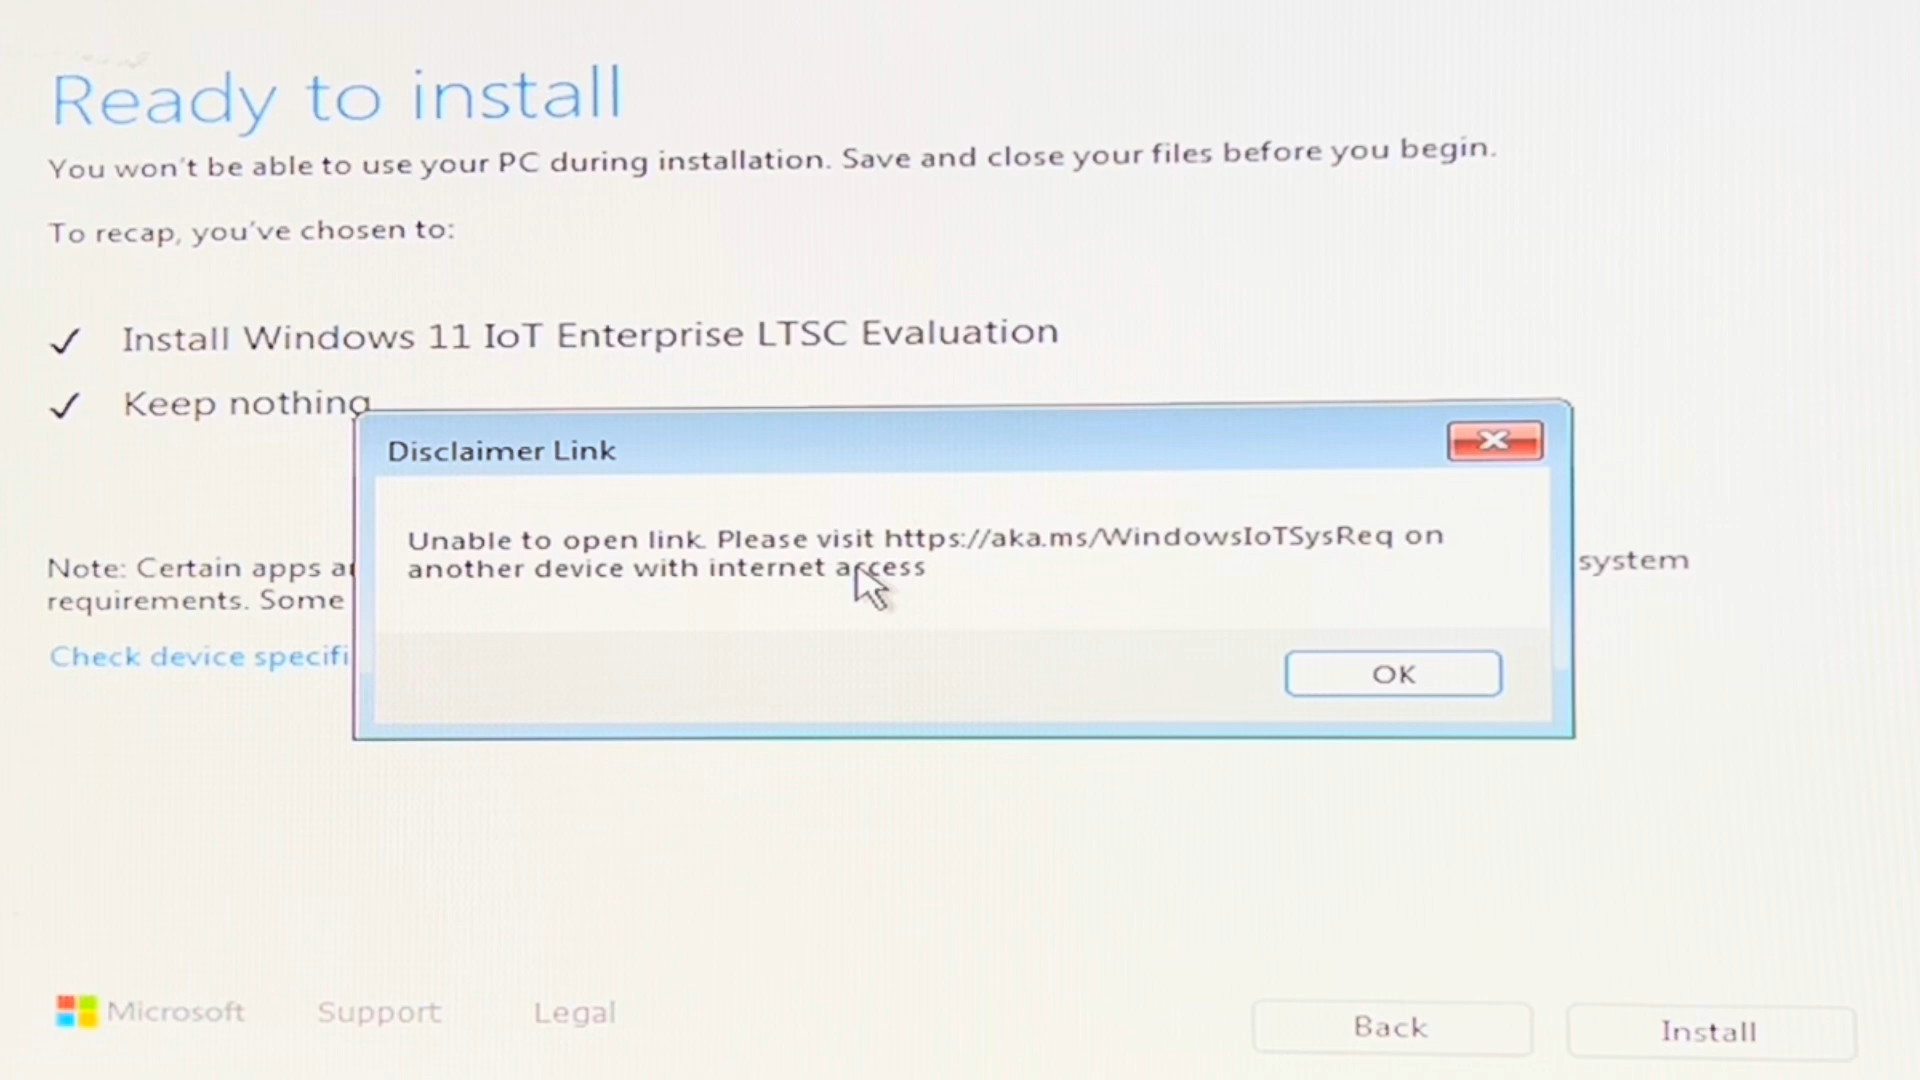 Ready to install
You won't be able to use your PC during installation. Save and close your files before you begin.
To recap, you've chosen to:
✓ Install Windows 11 IoT Enterprise LTSC Evaluation
✓ Keep nothing
Disclaimer Link
Unable to open link. Please visit https://aka.ms/WindowsIoTSysReq on
another device with internet access
Note: Certain apps system
requirements. Some
Check device
OK
Microsoft Support Legal
Back Install